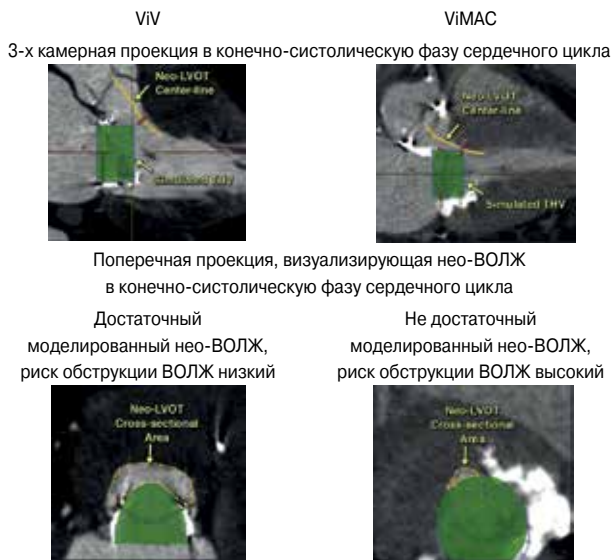 ViV
ViMAC
3-х камерная проекция в конечно-систолическую фазу сердечного цикла
Neo-LVOT
Center-line
Simulated THV
Neo-LVOT
Center-line
Simulated THV
Поперечная проекция, визуализирующая нео-ВОЛЖ
в конечно-систолическую фазу сердечного цикла
Достаточный
моделированный нео-ВОЛЖ,
риск обструкции ВОЛЖ низкий
Не достаточный
моделированный нео-ВОЛЖ,
риск обструкции ВОЛЖ высокий
Neo-LVOT
Cross-sectional
Area
Neo-LVOT
Cross-sectional
Area